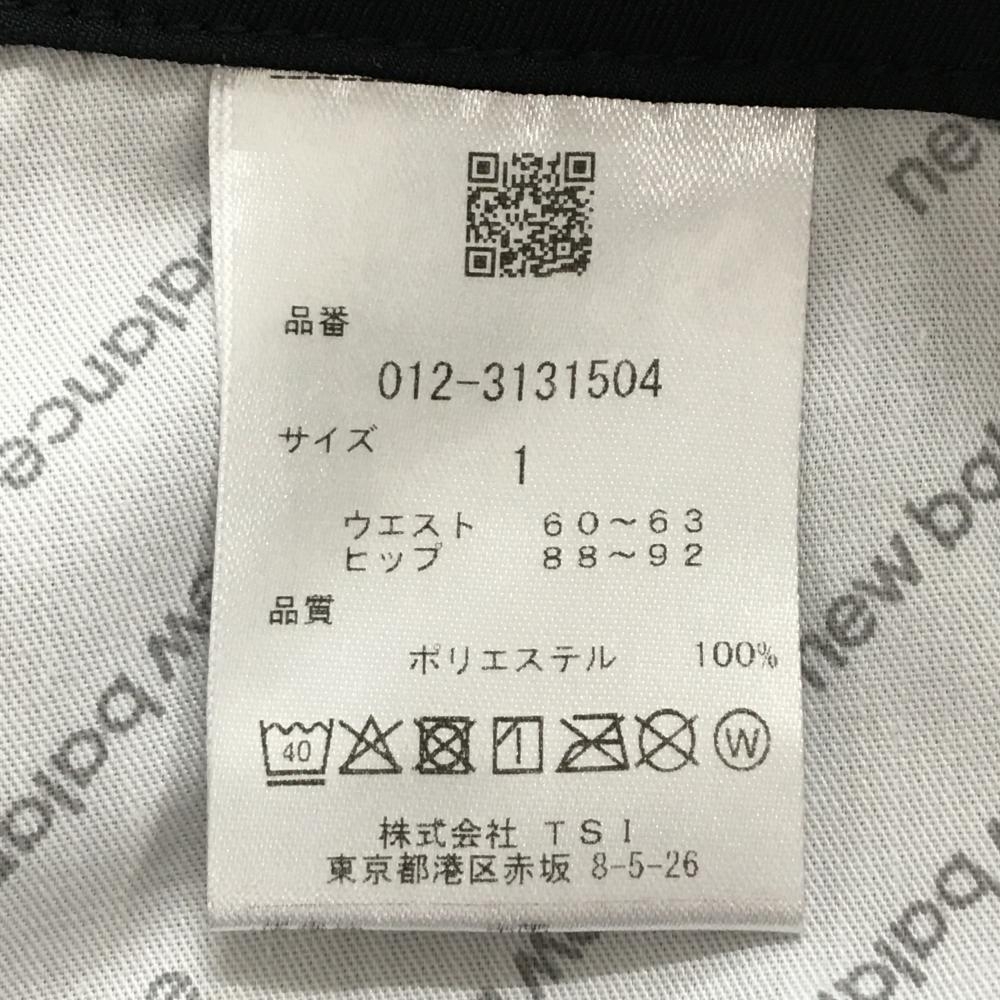 品番
012-3131504
サイズ
1
ウエスト 60～63
ヒップ 88～92
品質
ポリエステル 100%
40
W
株式会社 TSI
東京都港区赤坂 8-5-26
new balance
new balance
new balance